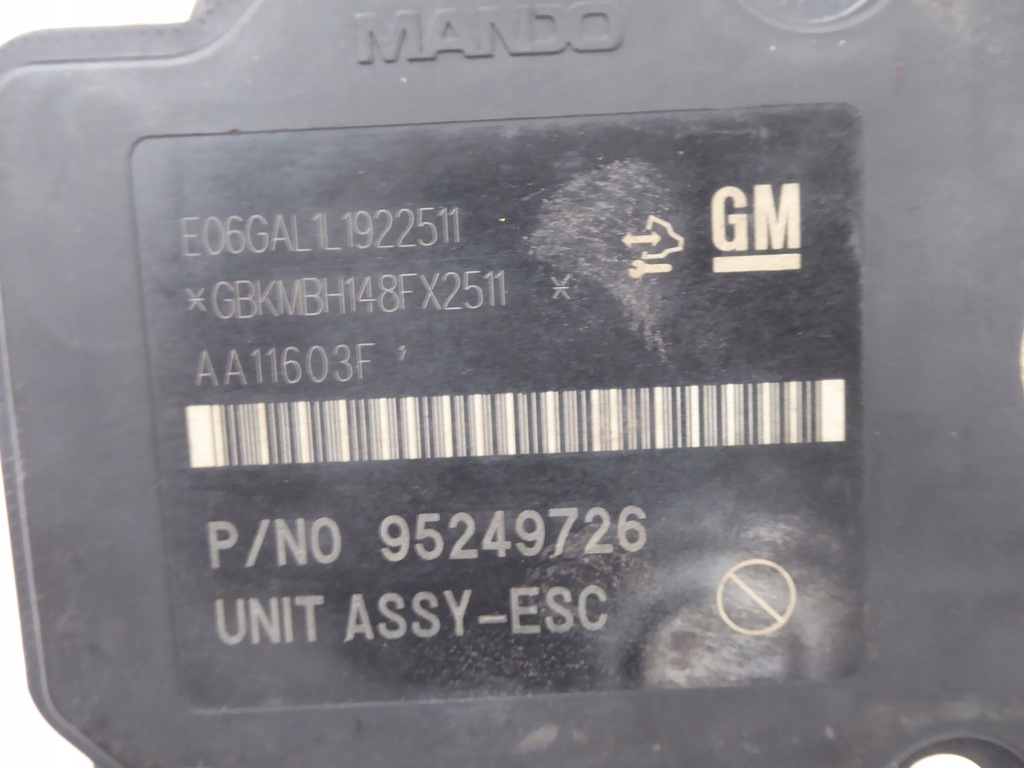 MANDO
E06GAL1L1922511
GM
*GBKMBH148FX2511 *
AA11603F
P/NO 95249726
UNIT ASSY-ESC